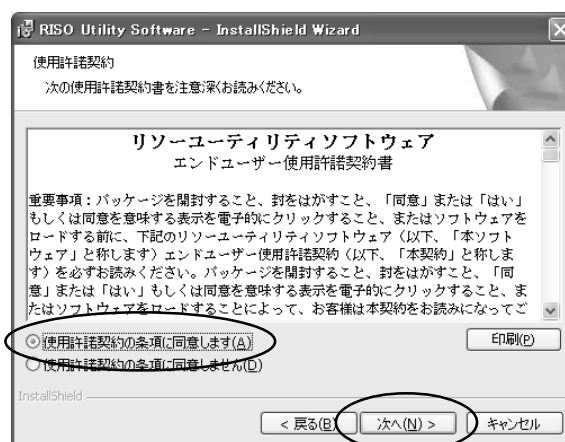 RISO Utility Software - InstallShield Wizard
使用許諾契約
次の使用許諾契約書を注意深くお読みください。
リソーユーティリティソフトウェア
エンドユーザー使用許諾契約書
重要事項：パッケージを開封すること、封をはがすこと、「同意」または「はい」
もしくは同意を意味する表示を電子的にクリックすること、またはソフトウェアを
ロードする前に、下記のリソーユーティリティソフトウェア（以下、「本ソフト
ウェア」と称します）エンドユーザー使用許諾契約（以下、「本契約」と称しま
す）を必ずお読みください。パッケージを開封すること、封をはがすこと、「同
意」または「はい」もしくは同意を意味する表示を電子的にクリックすること、ま
たはソフトウェアをロードすることによって、お客様は本契約をお読みになってご
使用許諾契約の条項に同意します(A)
印刷(P)
使用許諾契約の条項に同意しません(D)
InstallShield
< 戻る(B)
次へ(N) >
キャンセル